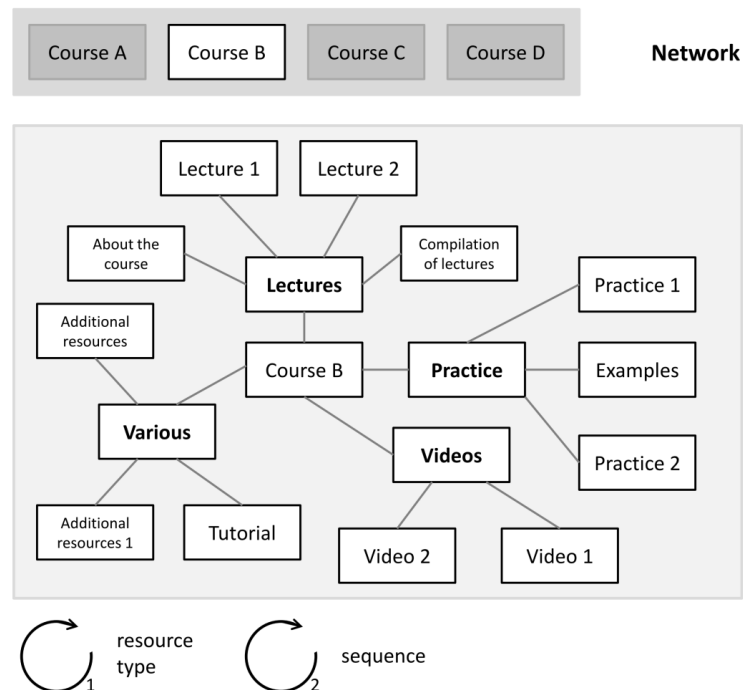 Course A
Course B
Course C
Course D
Network
Lecture 1
Lecture 2
About the
course
Compilation
of lectures
Lectures
Practice 1
Additional
resources
Course B
Practice
Examples
Various
Videos
Practice 2
Additional
resources 1
Tutorial
Video 2
Video 1
resource
type
1
sequence
2